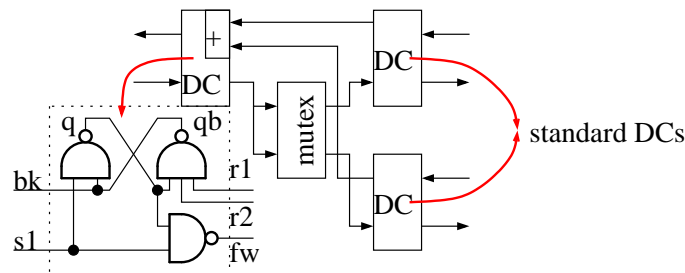 +
DC
DC
q
qb
mutex
standard DCs
r1
bk
DC
r2
s1
fw